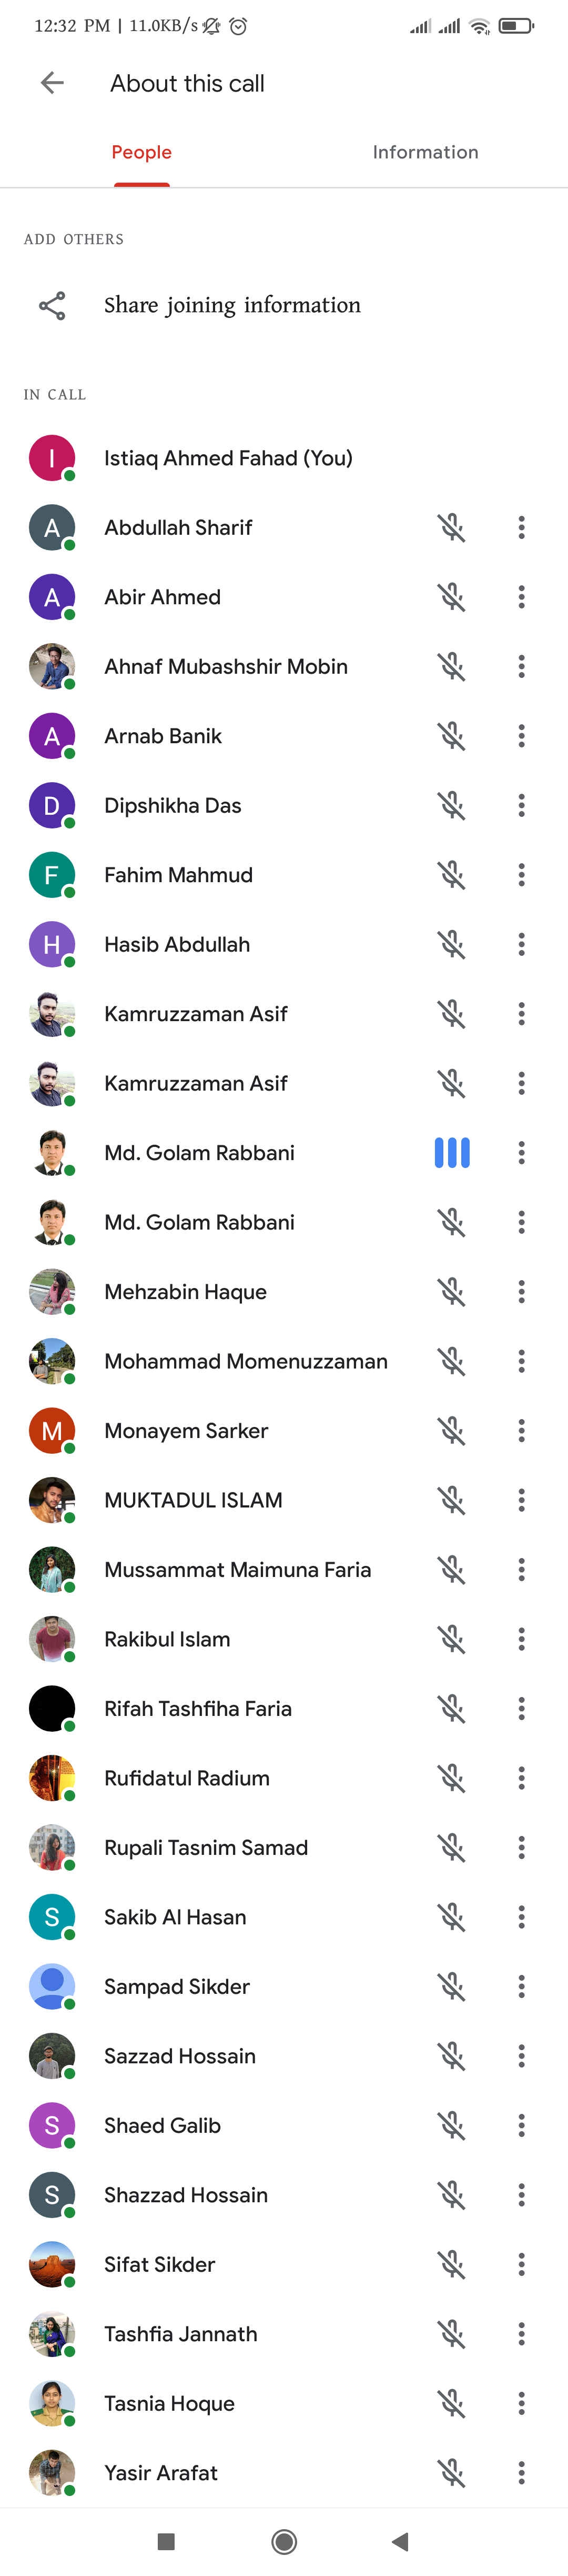 12:32 PM | 11.0KB/s
About this call
People
Information
ADD OTHERS
Share joining information
IN CALL
I
Istiaq Ahmed Fahad (You)
A
Abdullah Sharif
A
Abir Ahmed
Ahnaf Mubashshir Mobin
A
Arnab Banik
D
Dipshikha Das
F
Fahim Mahmud
H
Hasib Abdullah
Kamruzzaman Asif
Kamruzzaman Asif
Md. Golam Rabbani
Md. Golam Rabbani
Mehzabin Haque
Mohammad Momenuzzaman
M
Monayem Sarker
MUKTADUL ISLAM
Mussammat Maimuna Faria
Rakibul Islam
Rifah Tashfiha Faria
Rufidatul Radium
Rupali Tasnim Samad
S
Sakib Al Hasan
Sampad Sikder
Sazzad Hossain
S
Shaed Galib
S
Shazzad Hossain
Sifat Sikder
Tashfia Jannath
Tasnia Hoque
Yasir Arafat